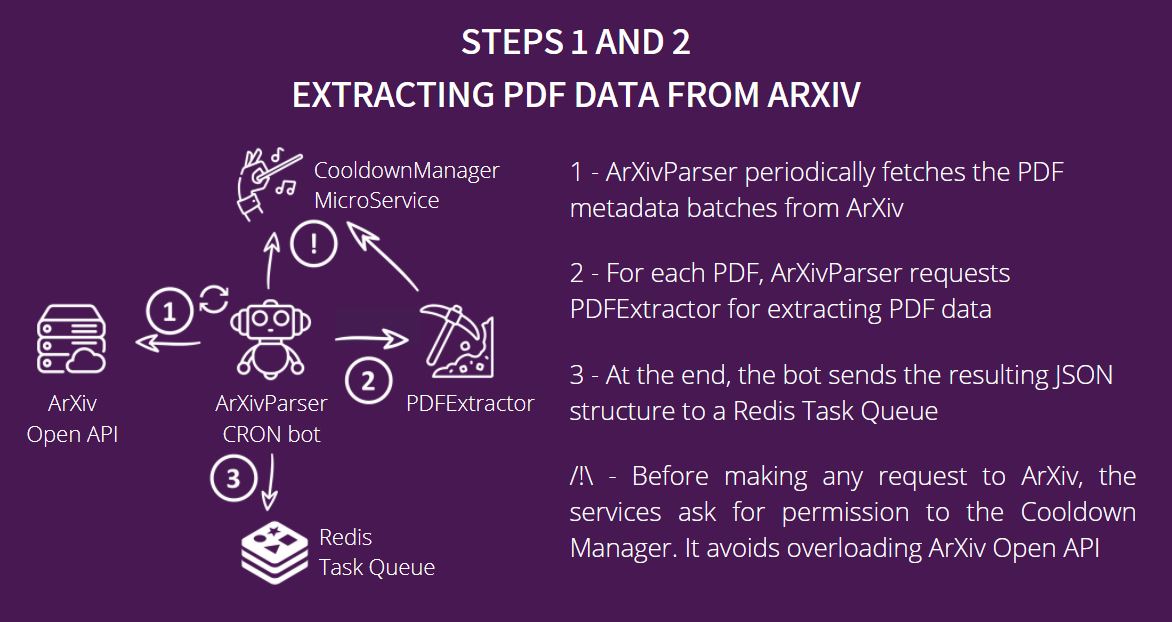 STEPS 1 AND 2
EXTRACTING PDF DATA FROM ARXIV
CooldownManager
MicroService
!
1
ArXiv
Open API
ArXivParser
CRON bot
2
PDFExtractor
3
Redis
Task Queue
1 - ArXivParser periodically fetches the PDF
metadata batches from ArXiv
2 - For each PDF, ArXivParser requests
PDFExtractor for extracting PDF data
3 - At the end, the bot sends the resulting JSON
structure to a Redis Task Queue
/!\ - Before making any request to ArXiv, the
services ask for permission to the Cooldown
Manager. It avoids overloading ArXiv Open API